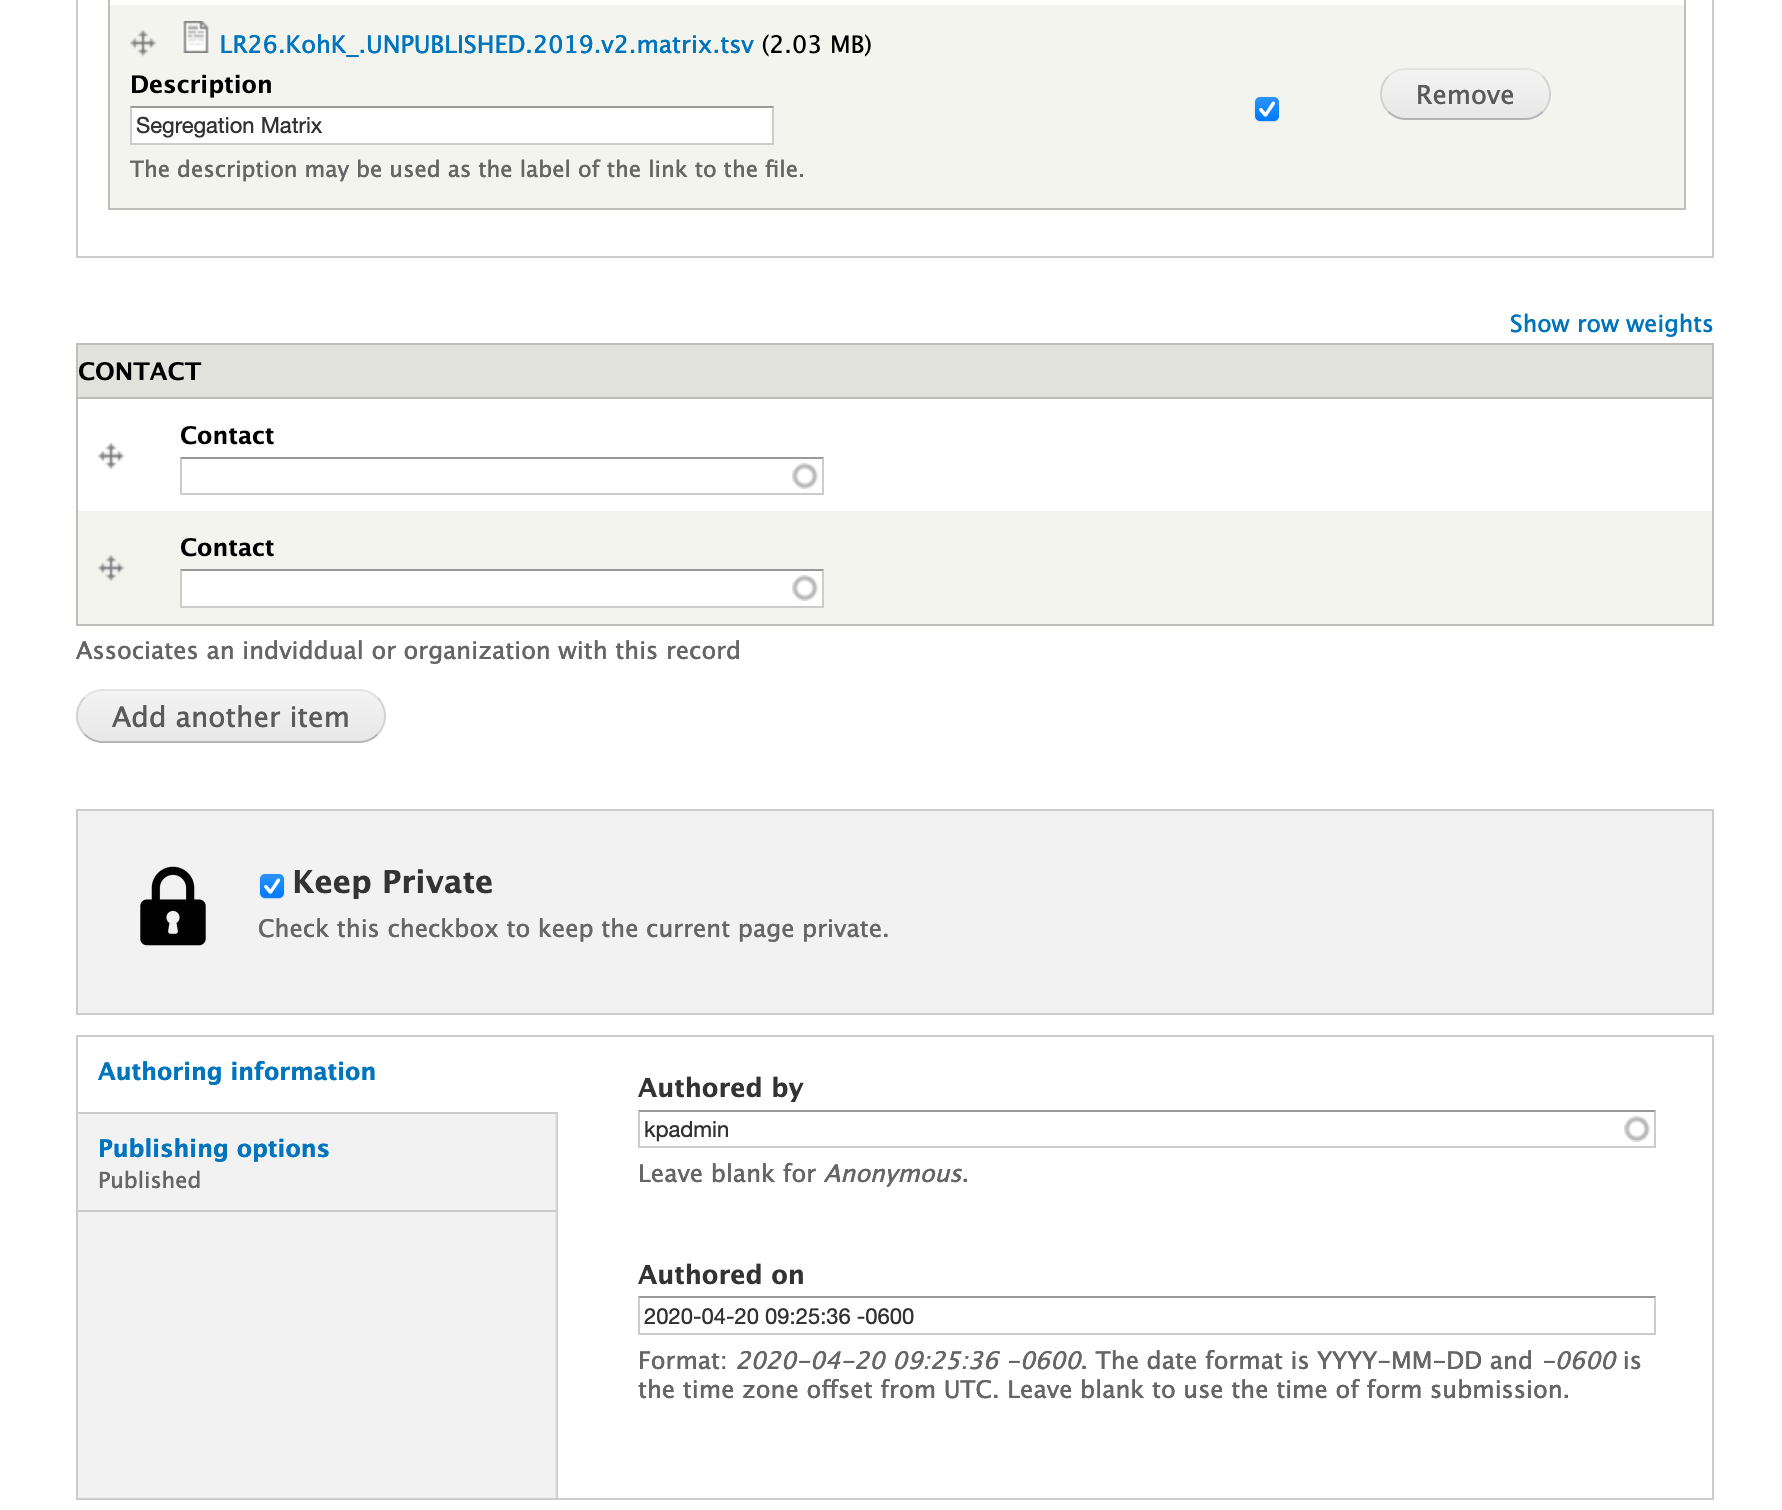 LR26.KohK_.UNPUBLISHED.2019.v2.matrix.tsv (2.03 MB)
Description
Segregation Matrix
Remove
The description may be used as the label of the link to the file.
Show row weights
CONTACT
Contact
Contact
Associates an indviddual or organization with this record
Add another item
Keep Private
Check this checkbox to keep the current page private.
Authoring information
Publishing options
Published
Authored by
kpadmin
Leave blank for Anonymous.
Authored on
2020-04-20 09:25:36 -0600
Format: 2020-04-20 09:25:36 -0600. The date format is YYYY-MM-DD and -0600 is
the time zone offset from UTC. Leave blank to use the time of form submission.